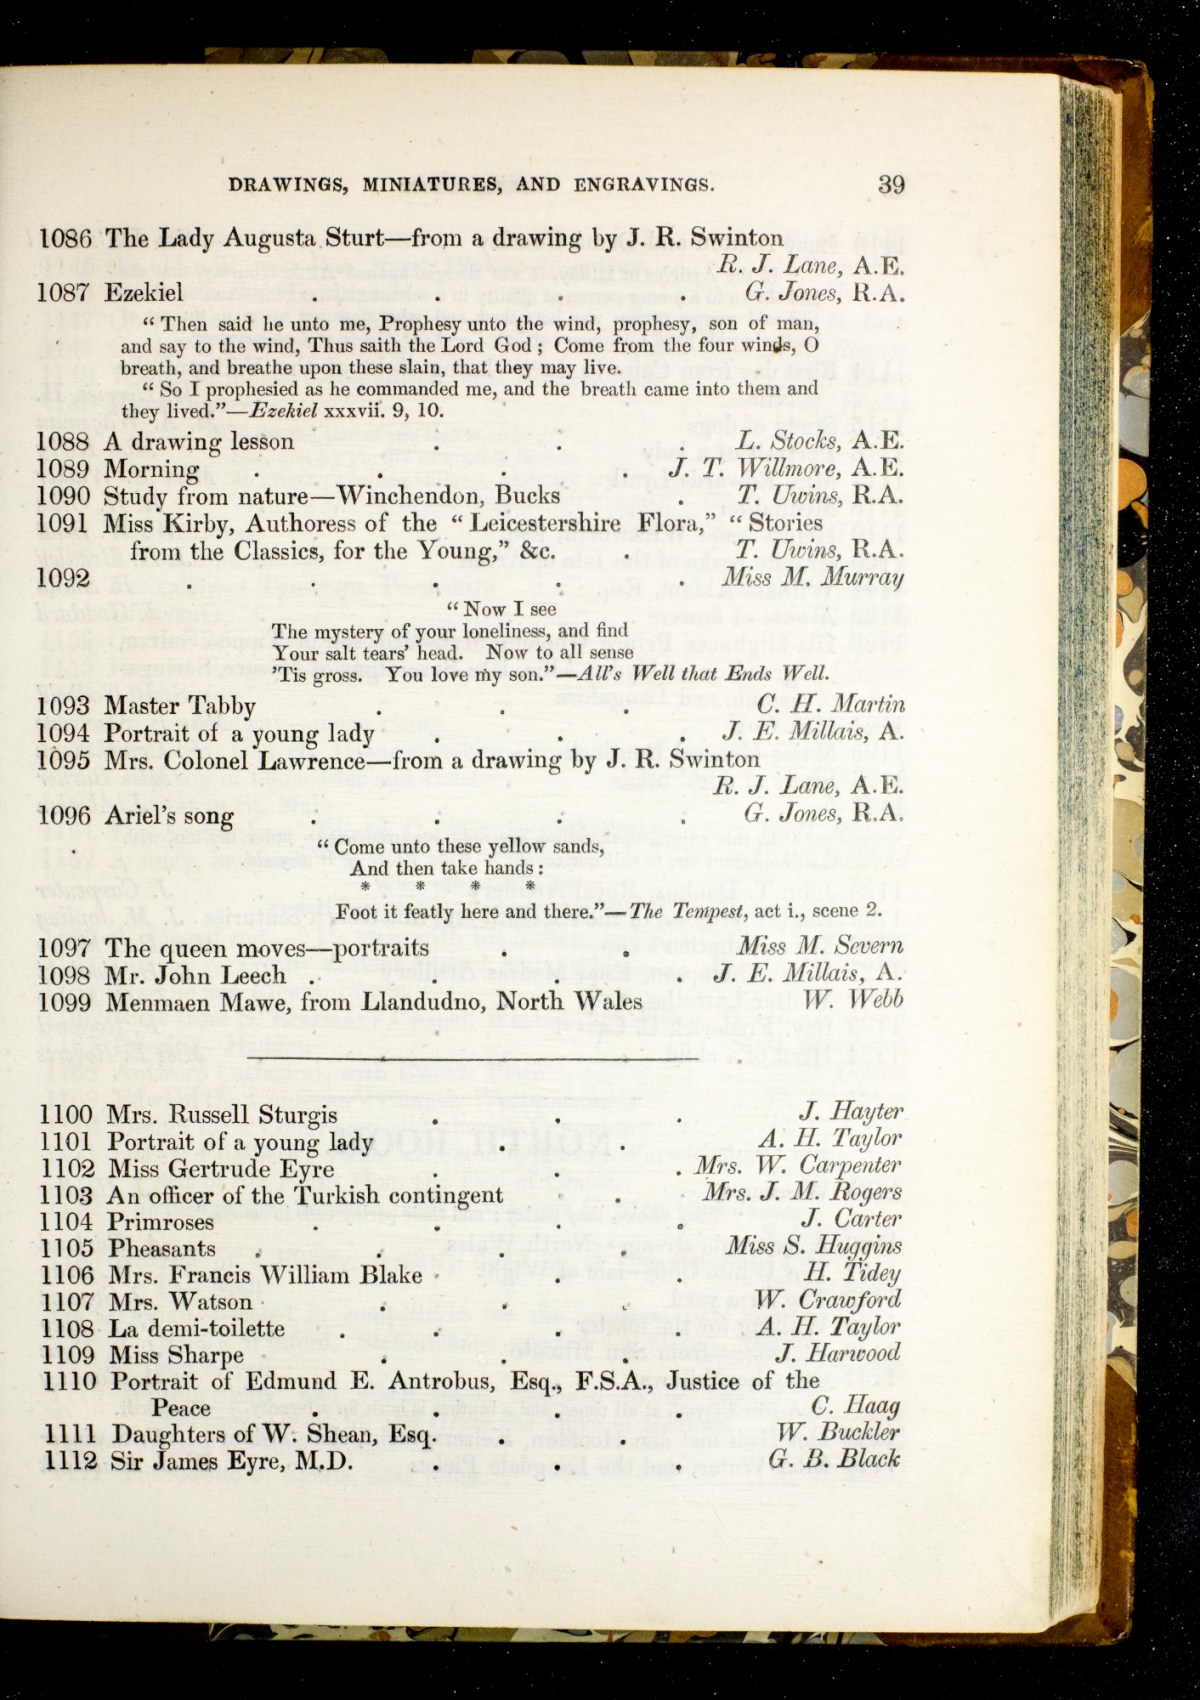 DRAWINGS, MINIATURES, AND ENGRAVINGS. 39
1086 The Lady Augusta Sturt—from a drawing by J. R. Swinton
R. J. Lane, A.E.
1087 Ezekiel . . . . G. Jones, R.A.
“ Then said he unto me, Prophesy unto the wind, prophesy, son of man,
and say to the wind, Thus saith the Lord God ; Come from the four winds, O
breath, and breathe upon these slain, that they may live.
“ So I prophesied as he commanded me, and the breath came into them and
they lived.”—Ezekiel xxxvii. 9, 10.
1088 A drawing lesson . . . L. Stocks, A.E.
1089 Morning . . . . J. T. Willmore, A.E.
1090 Study from nature—Winchendon, Bucks . T. Uwins, R.A.
1091 Miss Kirby, Authoress of the “ Leicestershire Flora,” “ Stories
from the Classics, for the Young,” &c. . T. Uwins, R.A.
1092 . . . . . Miss M. Murray
“ Now I see
The mystery of your loneliness, and find
Your salt tears’ head. Now to all sense
’Tis gross. You love my son.”—All’s Well that Ends Well.
1093 Master Tabby . . . C. H. Martin
1094 Portrait of a young lady . . . J. E. Millais, A.
1095 Mrs. Colonel Lawrence—from a drawing by J. R. Swinton
R. J. Lane, A.E.
1096 Ariel’s song . . . . G. Jones, R.A.
“ Come unto these yellow sands,
And then take hands :
* * * *
Foot it featly here and there.”—The Tempest, act i., scene 2.
1097 The queen moves—portraits . . Miss M. Severn
1098 Mr. John Leech . . . . J. E. Millais, A.
1099 Menmaen Mawe, from Llandudno, North Wales W. Webb
1100 Mrs. Russell Sturgis . . . J. Hayter
1101 Portrait of a young lady . . A. H. Taylor
1102 Miss Gertrude Eyre . . . Mrs. W. Carpenter
1103 An officer of the Turkish contingent . . Mrs. J. M. Rogers
1104 Primroses . . . . J. Carter
1105 Pheasants . . . . Miss S. Huggins
1106 Mrs. Francis William Blake . . . H. Tidey
1107 Mrs. Watson . . . . W. Crawford
1108 La demi-toilette . . . . A. H. Taylor
1109 Miss Sharpe . . . . J. Harwood
1110 Portrait of Edmund E. Antrobus, Esq., F.S.A., Justice of the
Peace . . . . C. Haag
1111 Daughters of W. Shean, Esq. . . W. Buckler
1112 Sir James Eyre, M.D. . . . G. B. Black